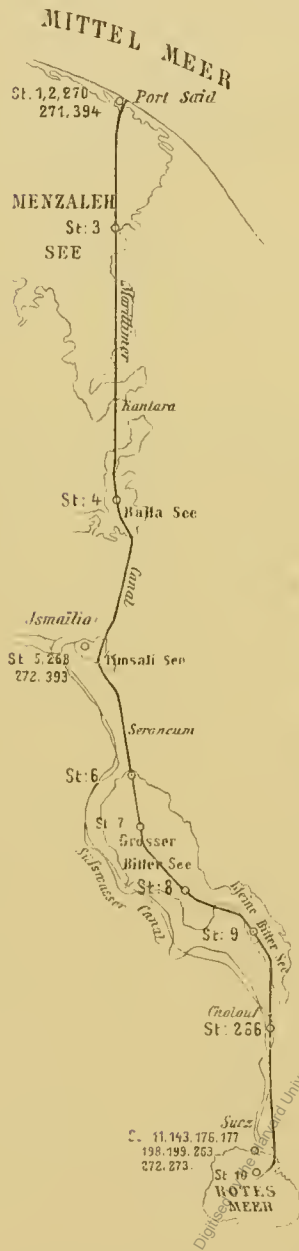 MITTEL MEER
St. 1,2,270
271,394
Port Said
MENZALEH
St: 3
SEE
Maritimer
Kantara
St: 4
Balla See
Canal
Ismaïlia
St 5.268
272.393
Timsah See
Serapeum
St: 6
St: 7
Grosser
Bitter See
St: 8
Süsswasser
Canal
Kleine Bitter See
St: 9
Chalouf
St: 266
Suez
11.143.176.177
198.199.263.
272.273.
St 10
ROTES
MEER